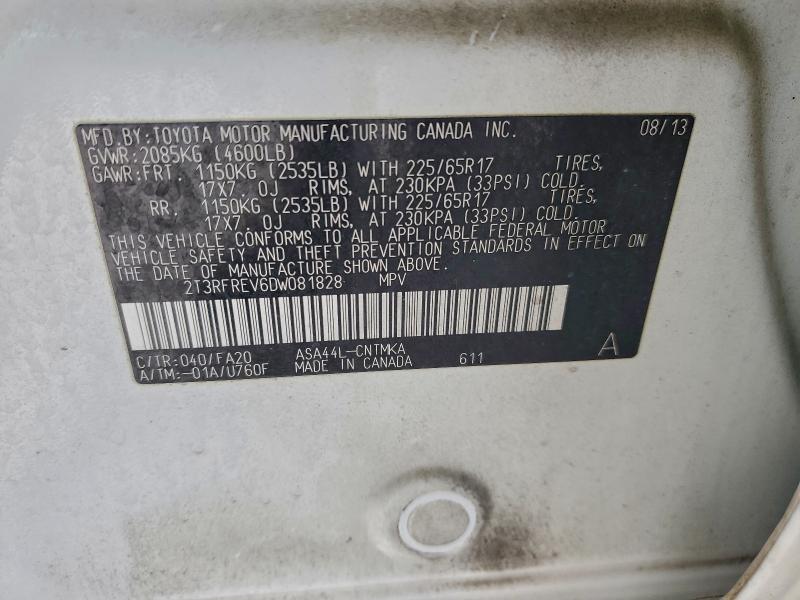 MFD.BY:TOYOTA MOTOR MANUFACTURING CANADA INC. 08/13
GVWR:2085KG (4600LB)
GAWR:FRT. 1150KG (2535LB) WITH 225/65R17 TIRES,
17X7.0J RIMS, AT 230KPA (33PSI) COLD.
RR. 1150KG (2535LB) WITH 225/65R17 TIRES,
17X7.0J RIMS, AT 230KPA (33PSI) COLD.
THIS VEHICLE CONFORMS TO ALL APPLICABLE FEDERAL MOTOR
VEHICLE SAFETY AND THEFT PREVENTION STANDARDS IN EFFECT ON
THE DATE OF MANUFACTURE SHOWN ABOVE.
2T3RFREV6DW081828 MPV
C/TR:040/FA20 ASA44L-CNTMKA 611 A
A/TM:-01A/U760F MADE IN CANADA